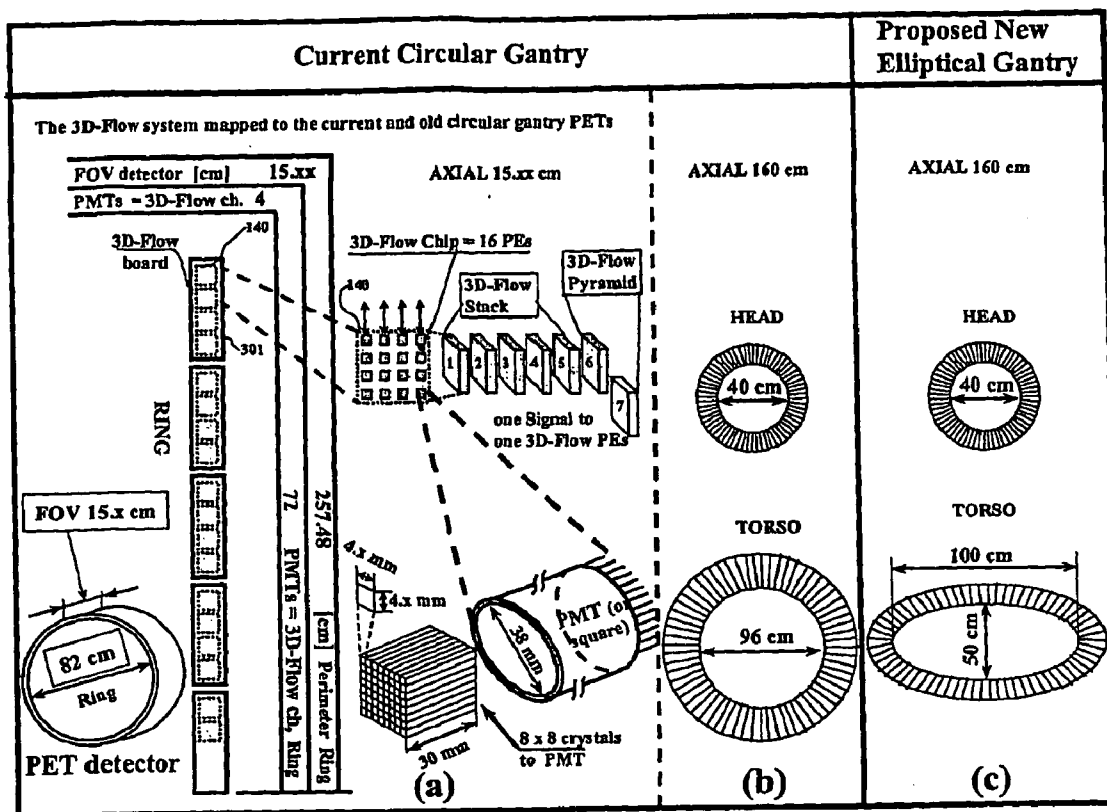 Current Circular Gantry
Proposed New
Elliptical Gantry
The 3D-Flow system mapped to the current and old circular gantry PETs
FOV detector [cm] 15.xx
PMTs = 3D-Flow ch. 4
AXIAL 15.xx cm
AXIAL 160 cm
AXIAL 160 cm
3D-Flow
board
140
301
3D-Flow Chip = 16 PEs
140
3D-Flow
Stack
3D-Flow
Pyramid
1
2
3
4
5
6
7
one Signal to
one 3D-Flow PEs
HEAD
40 cm
HEAD
40 cm
RING
72 PMTs = 3D-Flow ch, Ring
257.48 [cm] Perimeter Ring
FOV 15.x cm
82 cm
Ring
PET detector
4.x mm
4.x mm
30 mm
38 mm
PMT (or
square)
8 x 8 crystals
to PMT
TORSO
96 cm
TORSO
100 cm
50 cm
(a)
(b)
(c)